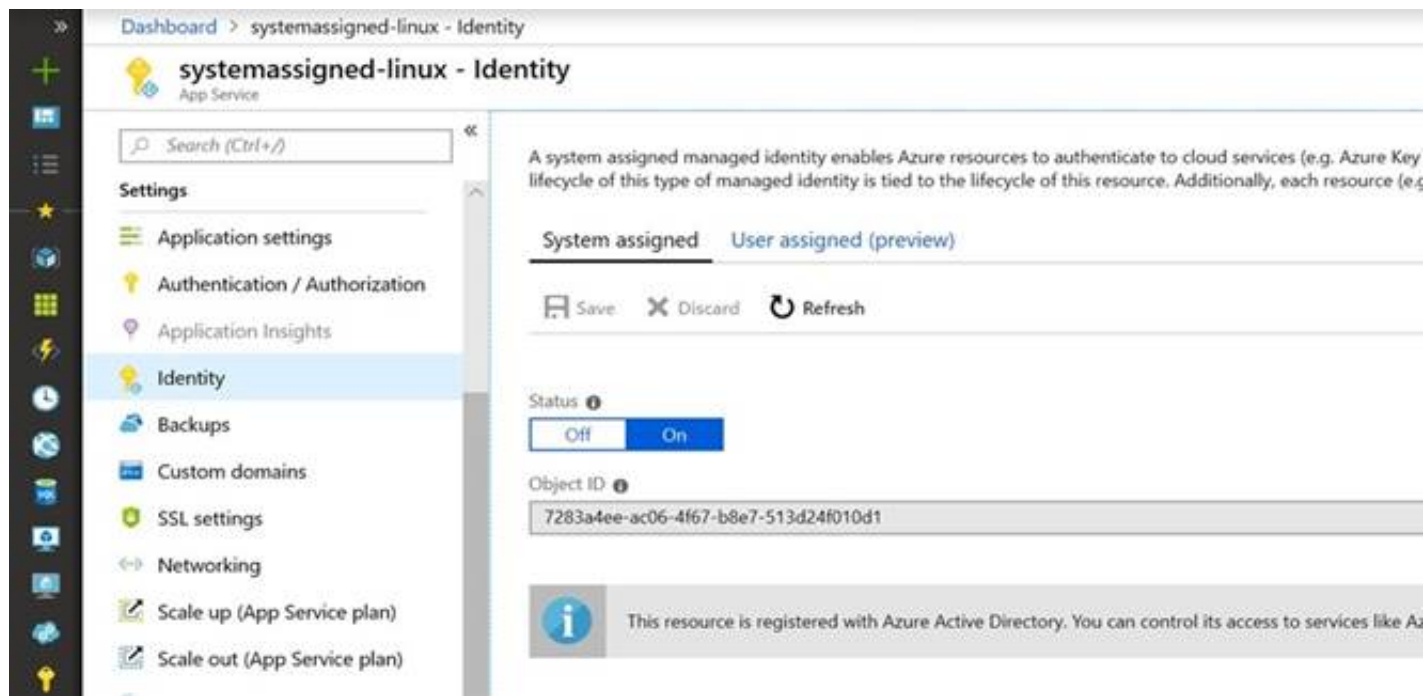 Dashboard > systemassigned-linux - Identity
systemassigned-linux - Identity
App Service
Search (Ctrl+/)
Settings
Application settings
Authentication / Authorization
Application Insights
Identity
Backups
Custom domains
SSL settings
Networking
Scale up (App Service plan)
Scale out (App Service plan)
A system assigned managed identity enables Azure resources to authenticate to cloud services (e.g. Azure Key
lifecycle of this type of managed identity is tied to the lifecycle of this resource. Additionally, each resource (e.g
System assigned User assigned (preview)
Save Discard Refresh
Status
Off On
Object ID
7283a4ee-ac06-4f67-b8e7-513d24f010d1
This resource is registered with Azure Active Directory. You can control its access to services like Az